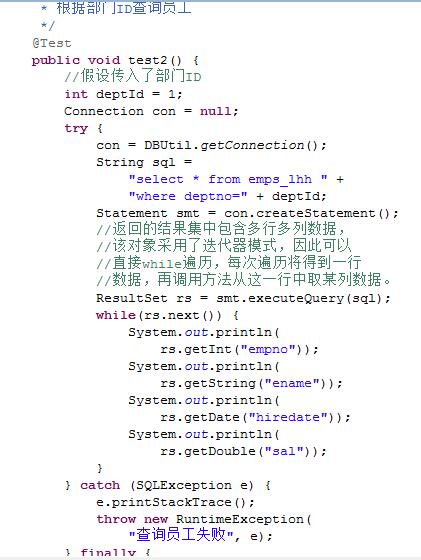 * 根据部门ID查询员工
*/
@Test
public void test2() {
//假设传入了部门ID
int deptId = 1;
Connection con = null;
try {
con = DBUtil.getConnection();
String sql =
"select * from emps_lhh " +
"where deptno=" + deptId;
Statement smt = con.createStatement();
//返回的结果集中包含多行多列数据，
//该对象采用了迭代器模式，因此可以
//直接while遍历，每次遍历将得到一行
//数据，再调用方法从这一行中取某列数据。
ResultSet rs = smt.executeQuery(sql);
while(rs.next()) {
System.out.println(
rs.getInt("empno"));
System.out.println(
rs.getString("ename"));
System.out.println(
rs.getDate("hiredate"));
System.out.println(
rs.getDouble("sal"));
}
} catch (SQLException e) {
e.printStackTrace();
throw new RuntimeException(
"查询员工失败", e);
} finally {